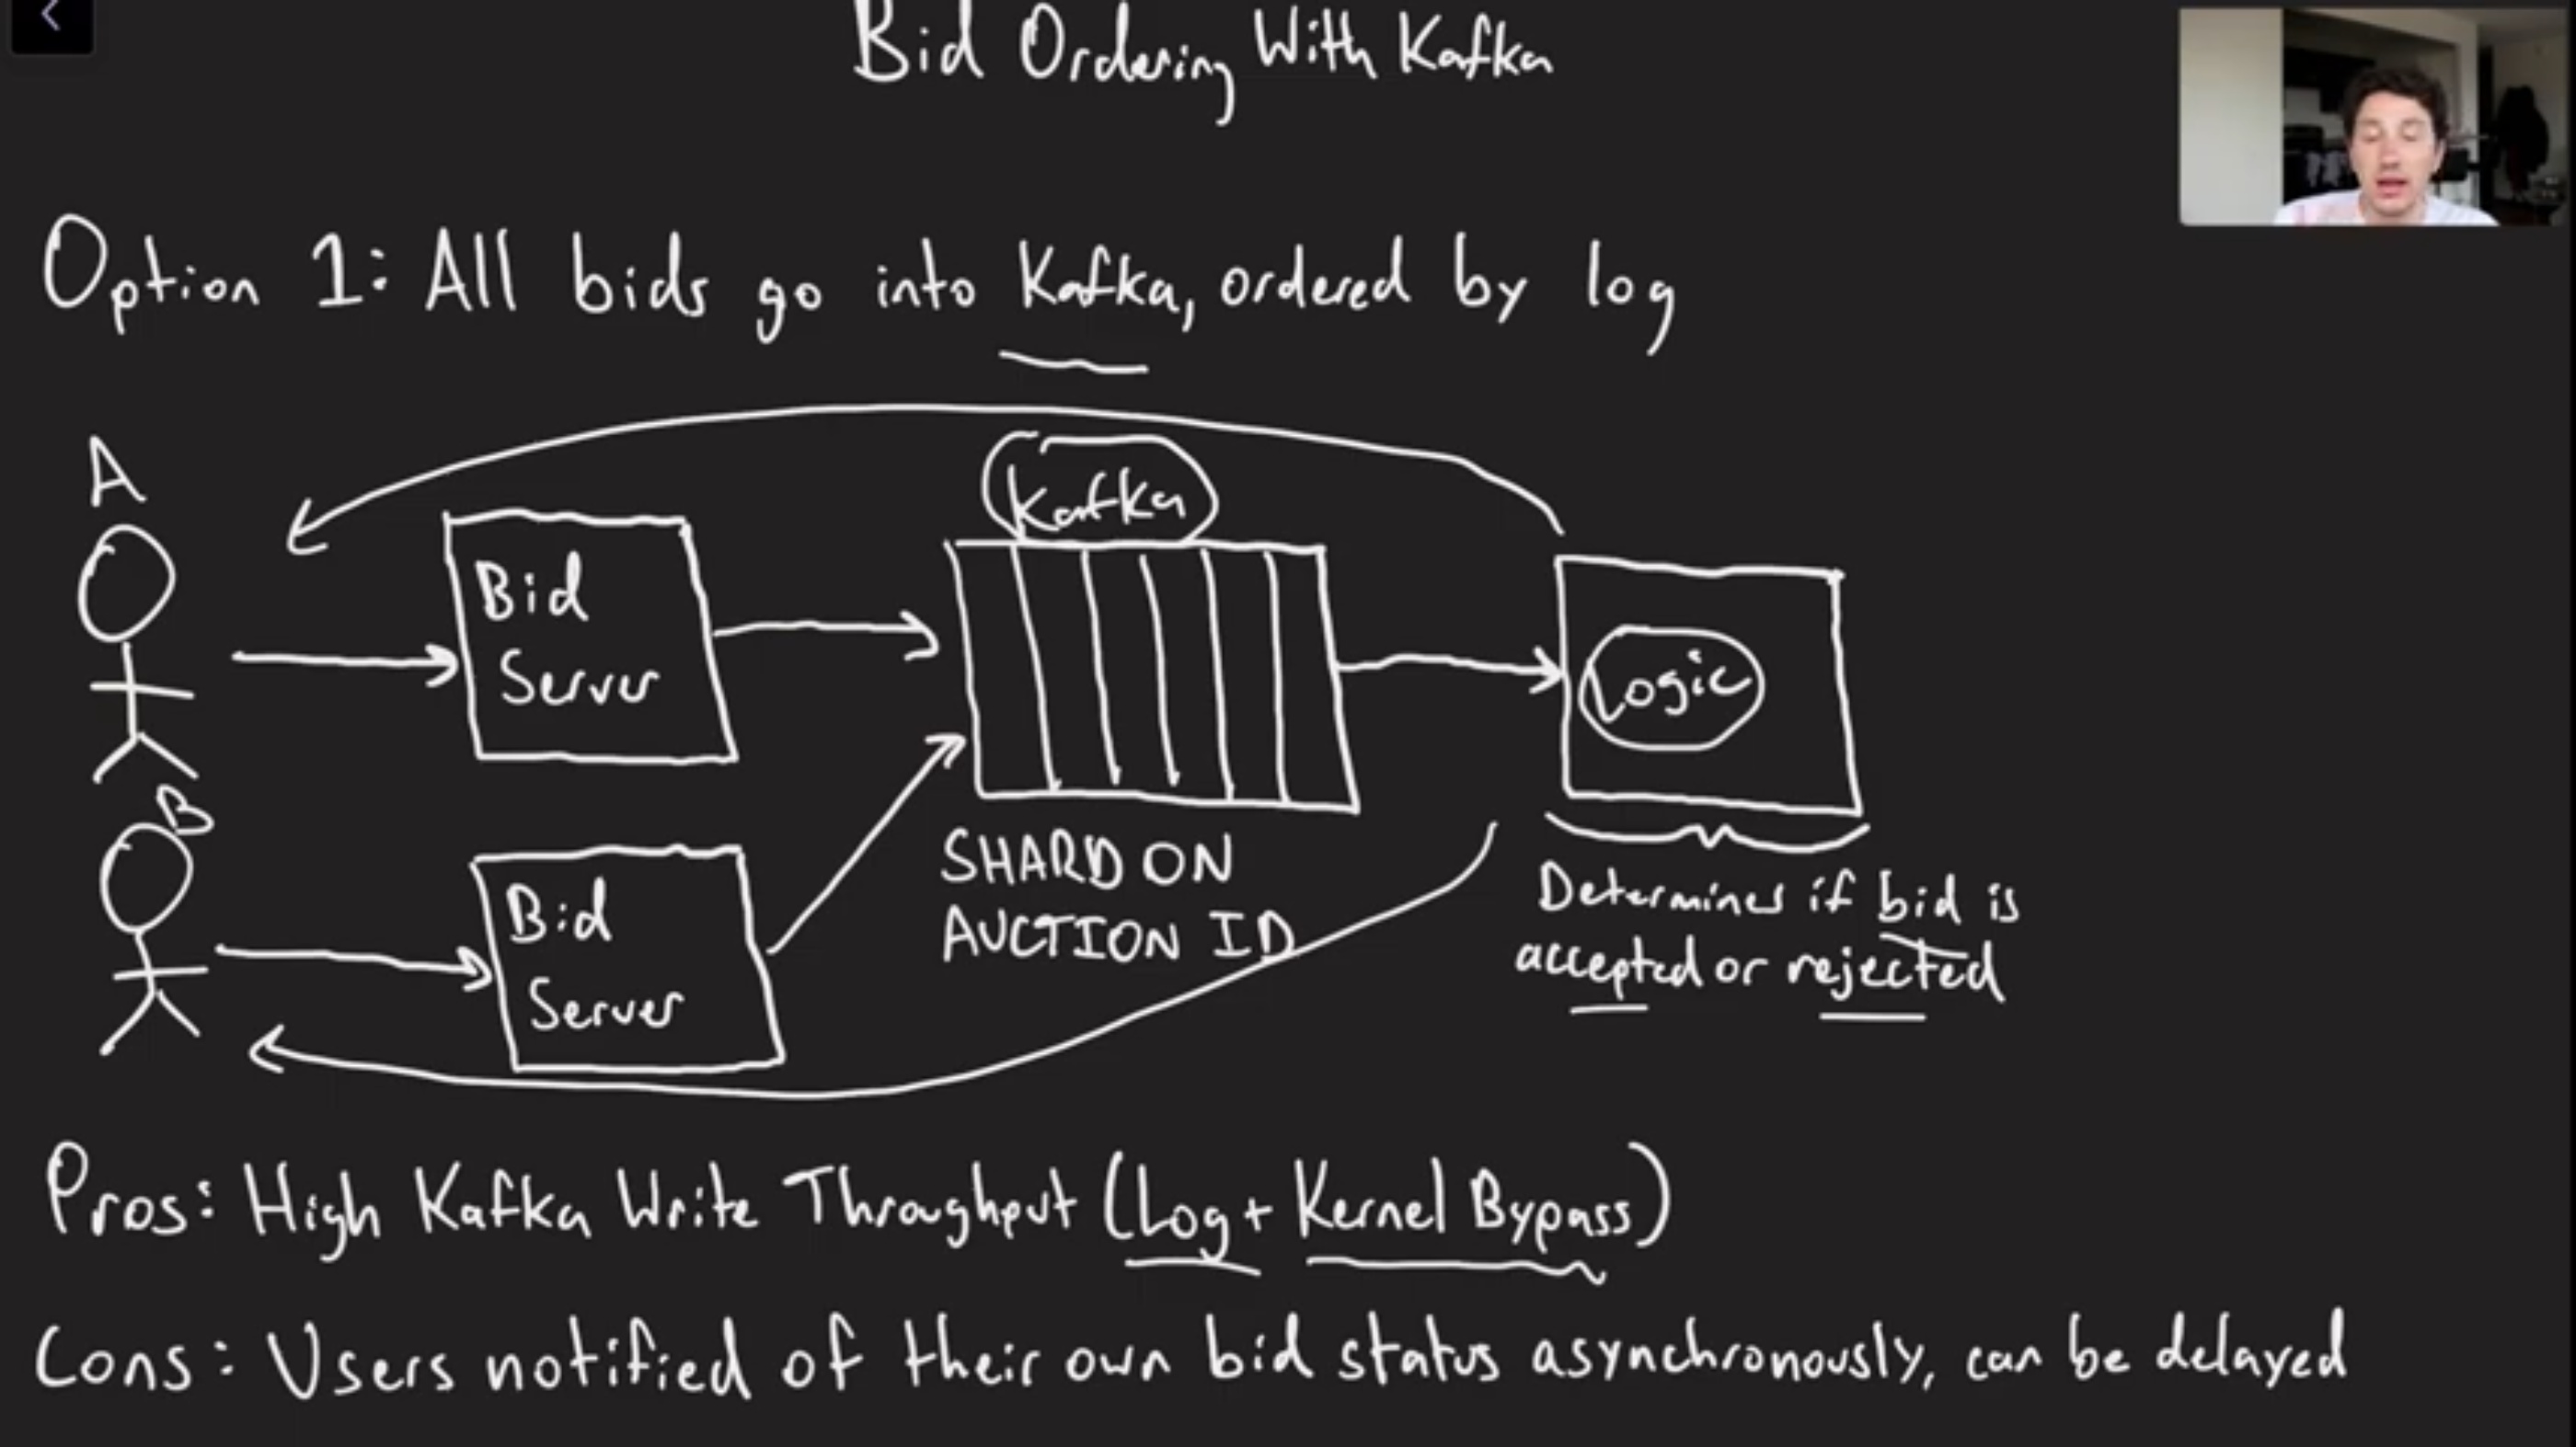 Bid Ordering With Kafka
Option 1: All bids go into Kafka, ordered by log
A
Kafka
Bid
Server
Logic
B
Bid
Server
SHARD ON
AUCTION ID
Determines if bid is
accepted or rejected
Pros: High Kafka Write Throughput (Log + Kernel Bypass)
Cons: Users notified of their own bid status asynchronously, can be delayed